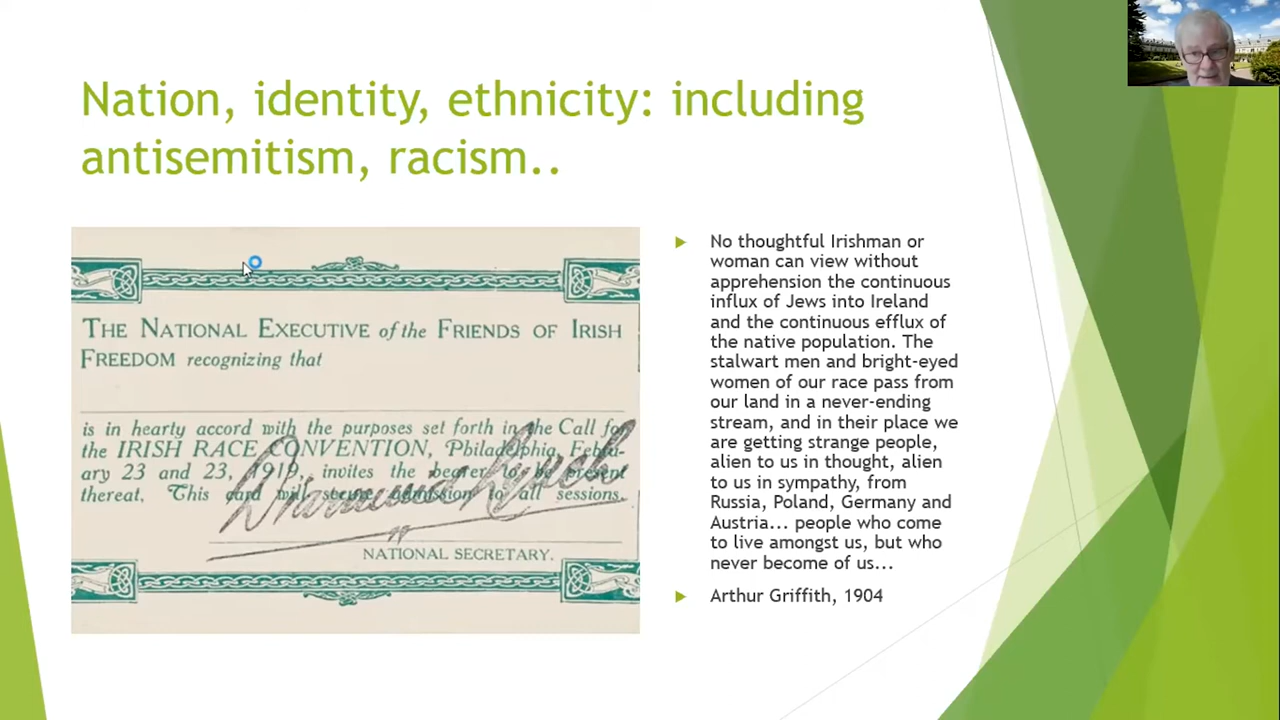 Nation, identity, ethnicity: including
antisemitism, racism..
THE NATIONAL EXECUTIVE of the FRIENDS OF IRISH
FREEDOM recognizing that
is in hearty accord with the purposes set forth in the Call for
the IRISH RACE CONVENTION, Philadelphia, Febru-
ary 23 and 23, 1919, invites the bearer to be present
thereat. This card will secure admission to all sessions.
Diarmuid Lynch
NATIONAL SECRETARY.
No thoughtful Irishman or
woman can view without
apprehension the continuous
influx of Jews into Ireland
and the continuous efflux of
the native population. The
stalwart men and bright-eyed
women of our race pass from
our land in a never-ending
stream, and in their place we
are getting strange people,
alien to us in thought, alien
to us in sympathy, from
Russia, Poland, Germany and
Austria... people who come
to live amongst us, but who
never become of us...
Arthur Griffith, 1904